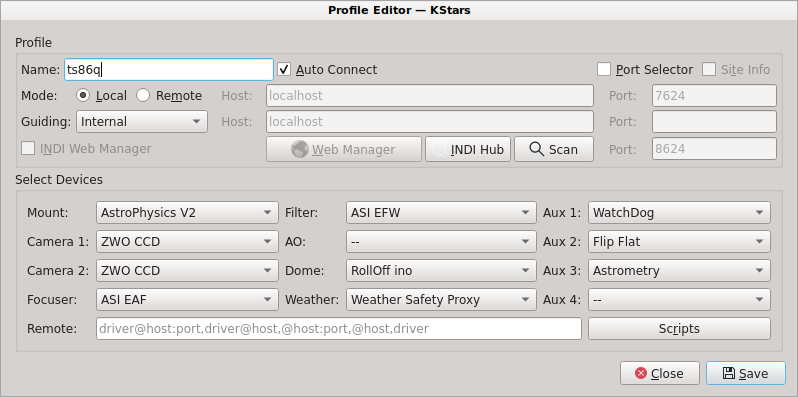 Profile Editor — KStars
Profile
Name: ts86q Auto Connect Port Selector Site Info
Mode: Local Remote Host: localhost Port: 7624
Guiding: Internal Host: localhost Port:
INDI Web Manager Web Manager INDI Hub Scan Port: 8624
Select Devices
Mount: AstroPhysics V2 Filter: ASI EFW Aux 1: WatchDog
Camera 1: ZWO CCD AO: -- Aux 2: Flip Flat
Camera 2: ZWO CCD Dome: RollOff ino Aux 3: Astrometry
Focuser: ASI EAF Weather: Weather Safety Proxy Aux 4: --
Remote: driver@host:port,driver@host,@host:port,@host,driver Scripts
Close Save